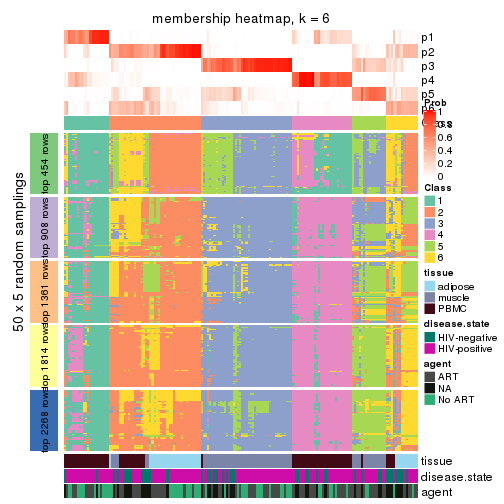 membership heatmap, k = 6
p1
p2
p3
p4
p5
p6
Prob
1
0.8
0.6
0.4
0.2
0
Class
1
2
3
4
5
6
tissue
adipose
muscle
PBMC
disease.state
HIV-negative
HIV-positive
agent
ART
NA
No ART
50 x 5 random samplings
top 454 rows
top 908 rows
top 1361 rows
top 1814 rows
top 2268 rows
tissue
disease.state
agent